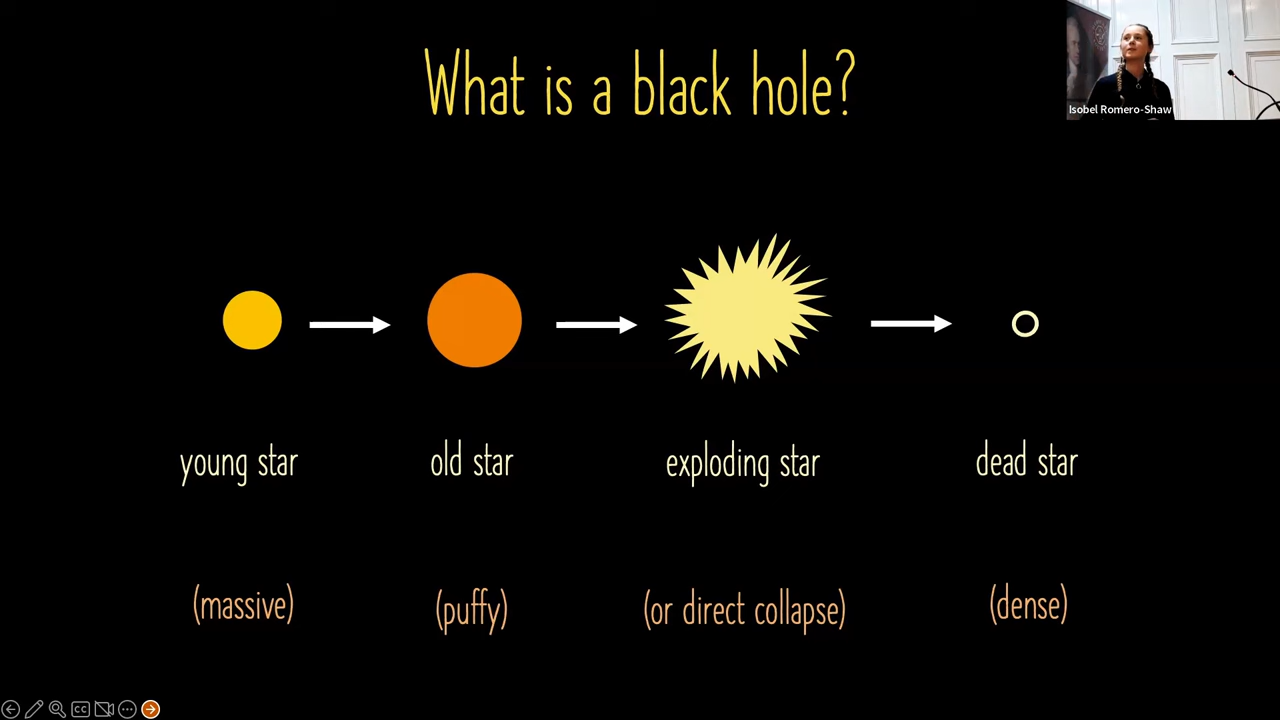 What is a black hole?
Isobel Romero-Shaw
young star
old star
exploding star
dead star
(massive)
(puffy)
(or direct collapse)
(dense)
CC